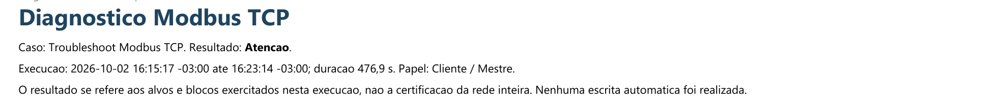 Diagnostico Modbus TCP
Caso: Troubleshoot Modbus TCP. Resultado: Atencao.
Execucao: 2026-10-02 16:15:17 -03:00 ate 16:23:14 -03:00; duracao 476,9 s. Papel: Cliente / Mestre.
O resultado se refere aos alvos e blocos exercitados nesta execucao, nao a certificacao da rede inteira. Nenhuma escrita automatica foi realizada.